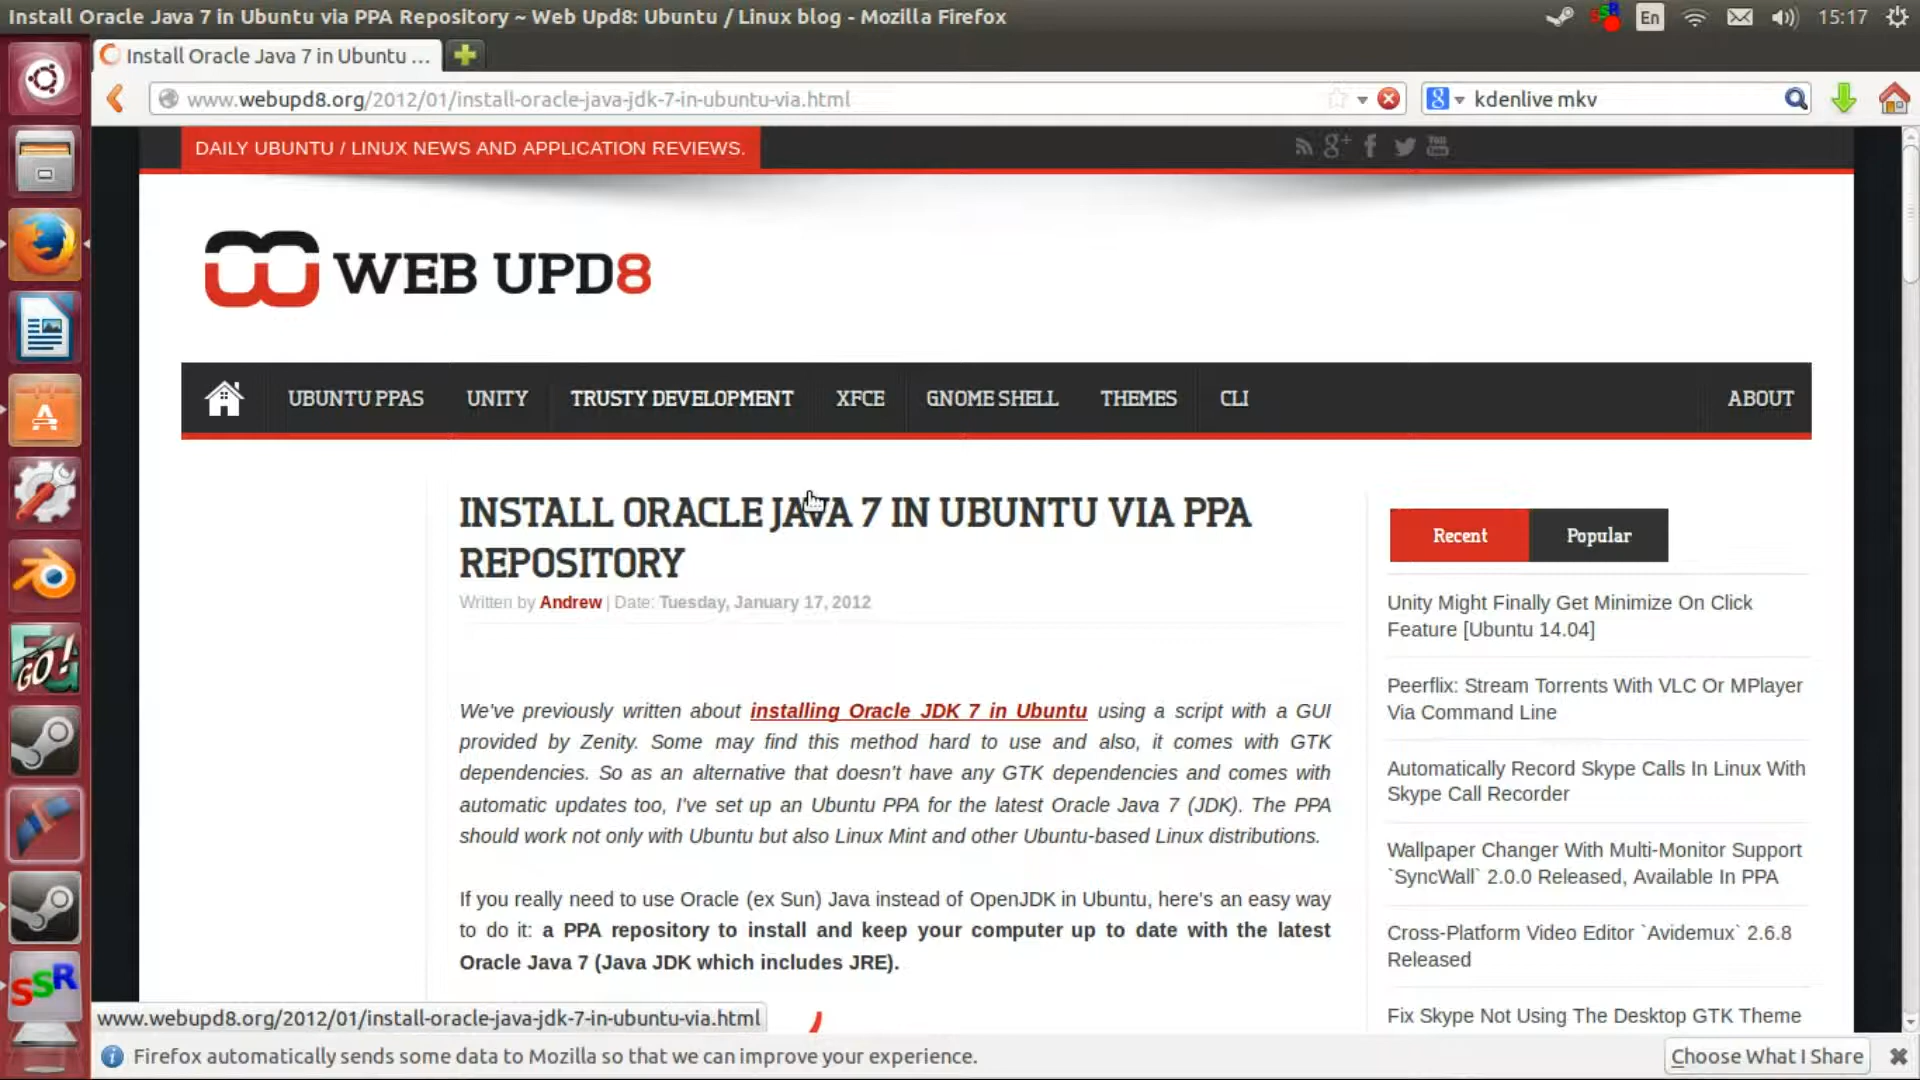 Install Oracle Java 7 in Ubuntu via PPA Repository ~ Web Upd8: Ubuntu / Linux blog - Mozilla Firefox
SSR
En
15:17
Install Oracle Java 7 in Ubuntu ...
www.webupd8.org/2012/01/install-oracle-java-jdk-7-in-ubuntu-via.html
8
kdenlive mkv
DAILY UBUNTU / LINUX NEWS AND APPLICATION REVIEWS.
g+ f You Tube
WEB UPD8
UBUNTU PPAS UNITY TRUSTY DEVELOPMENT XFCE GNOME SHELL THEMES CLI ABOUT
INSTALL ORACLE JAVA 7 IN UBUNTU VIA PPA
REPOSITORY
Written by Andrew | Date: Tuesday, January 17, 2012
We've previously written about installing Oracle JDK 7 in Ubuntu using a script with a GUI
provided by Zenity. Some may find this method hard to use and also, it comes with GTK
dependencies. So as an alternative that doesn't have any GTK dependencies and comes with
automatic updates too, I've set up an Ubuntu PPA for the latest Oracle Java 7 (JDK). The PPA
should work not only with Ubuntu but also Linux Mint and other Ubuntu-based Linux distributions.
If you really need to use Oracle (ex Sun) Java instead of OpenJDK in Ubuntu, here's an easy way
to do it: a PPA repository to install and keep your computer up to date with the latest
Oracle Java 7 (Java JDK which includes JRE).
Recent Popular
Unity Might Finally Get Minimize On Click
Feature [Ubuntu 14.04]
Peerflix: Stream Torrents With VLC Or MPlayer
Via Command Line
Automatically Record Skype Calls In Linux With
Skype Call Recorder
Wallpaper Changer With Multi-Monitor Support
`SyncWall` 2.0.0 Released, Available In PPA
Cross-Platform Video Editor `Avidemux` 2.6.8
Released
Fix Skype Not Using The Desktop GTK Theme
A
GO!
SSR
www.webupd8.org/2012/01/install-oracle-java-jdk-7-in-ubuntu-via.html
Firefox automatically sends some data to Mozilla so that we can improve your experience.
Choose What I Share